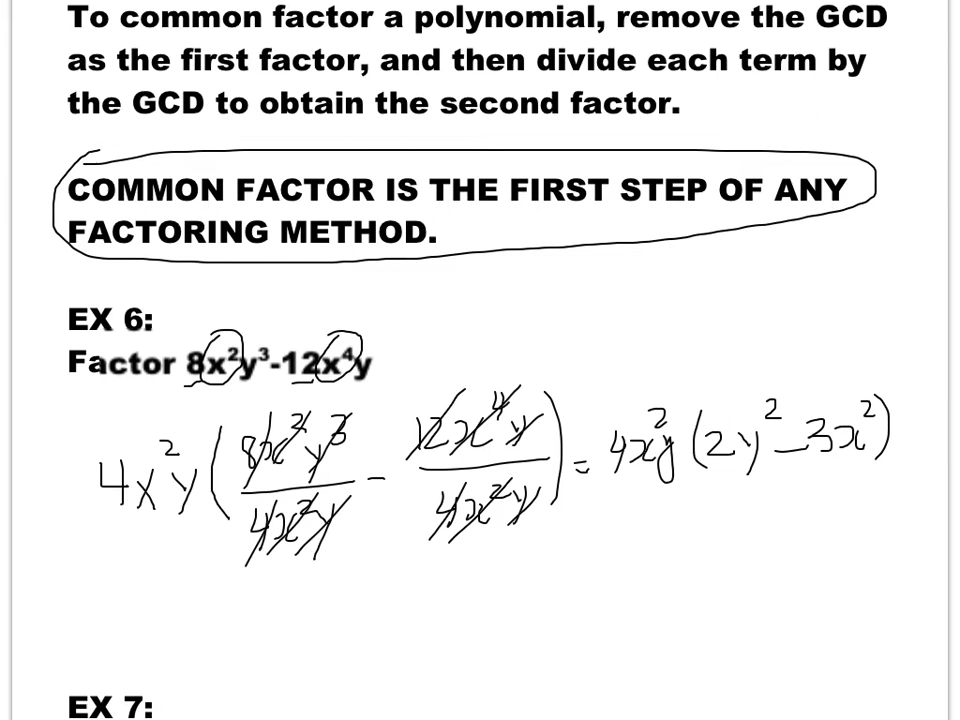 To common factor a polynomial, remove the GCD
as the first factor, and then divide each term by
the GCD to obtain the second factor.
COMMON FACTOR IS THE FIRST STEP OF ANY
FACTORING METHOD.
EX 6:
Factor 8x²y³-12x⁴y
4x²y(8x²y³/4x²y - 12x⁴y/4x²y) = 4x²y(2y² - 3x²)
EX 7: